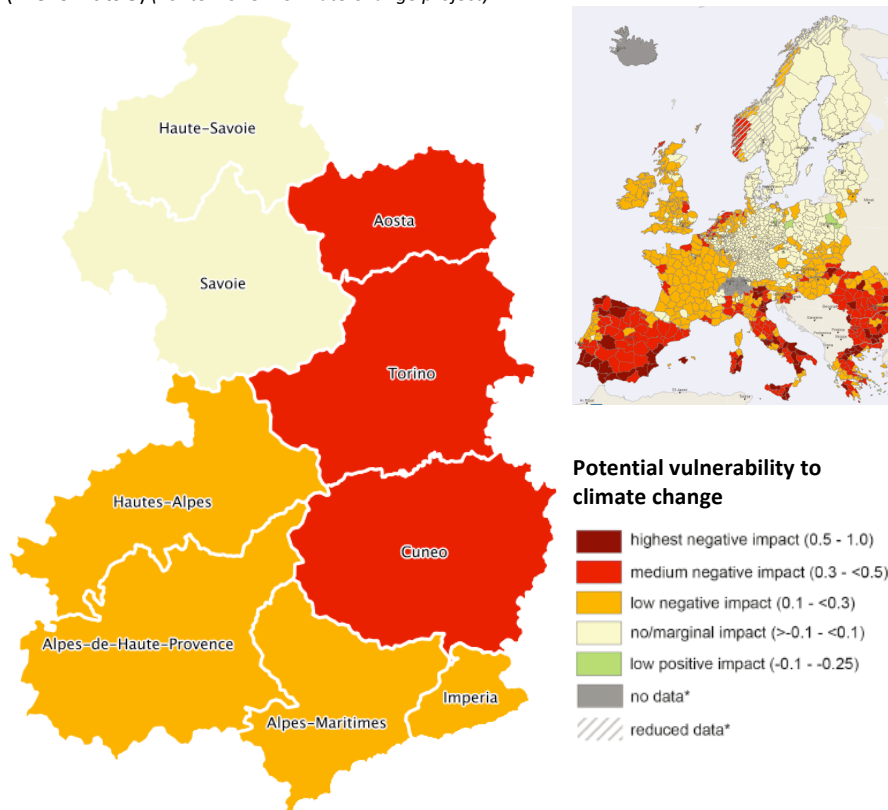 Haute-Savoie
Aosta
Savoie
Torino
Hautes-Alpes
Cuneo
Alpes-de-Haute-Provence
Imperia
Alpes-Maritimes
Potential vulnerability to
climate change
highest negative impact (0.5 - 1.0)
medium negative impact (0.3 - <0.5)
low negative impact (0.1 - <0.3)
no/marginal impact (>-0.1 - <0.1)
low positive impact (-0.1 - -0.25)
no data*
reduced data*